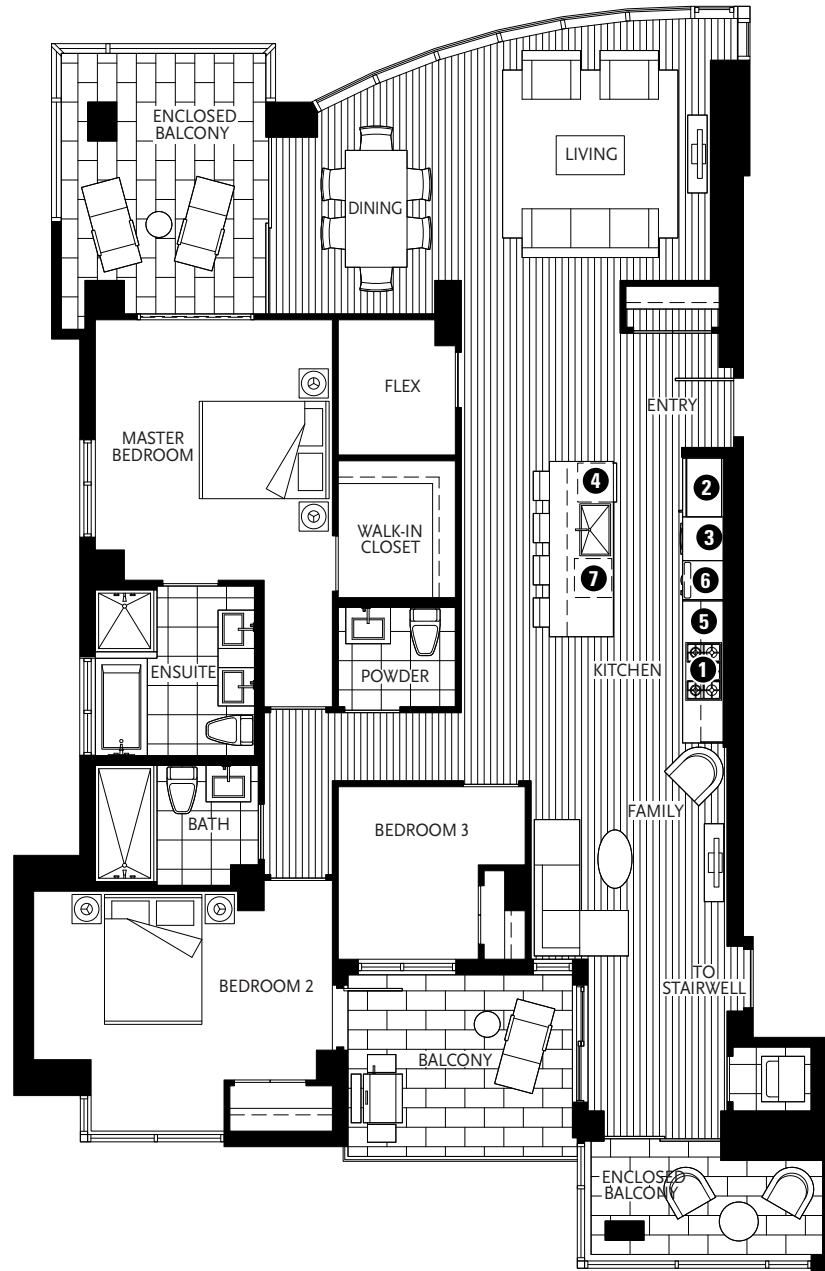 ENCLOSED
BALCONY
LIVING
DINING
FLEX
ENTRY
MASTER
BEDROOM
4
2
WALK-IN
CLOSET
3
7
6
5
ENSUITE
POWDER
KITCHEN
1
FAMILY
BATH
BEDROOM 3
TO
STAIRWELL
BEDROOM 2
BALCONY
ENCLOSED
BALCONY